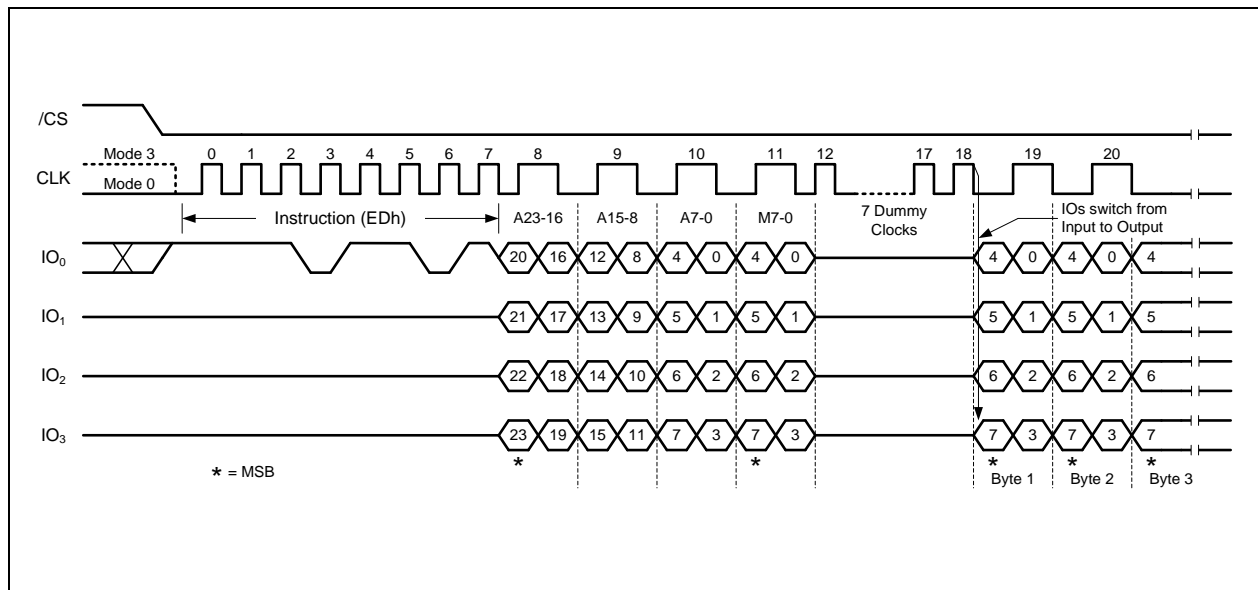 /CS
Mode 3 0 1 2 3 4 5 6 7 8 9 10 11 12 17 18 19 20
CLK
Mode 0
Instruction (EDh) A23-16 A15-8 A7-0 M7-0 7 Dummy IOs switch from
Clocks Input to Output
IO0 20 16 12 8 4 0 4 0 4 0 4 0 4
IO1 21 17 13 9 5 1 5 1 5 1 5 1 5
IO2 22 18 14 10 6 2 6 2 6 2 6 2 6
IO3 23 19 15 11 7 3 7 3 7 3 7 3 7
* * * * *
* = MSB Byte 1 Byte 2 Byte 3